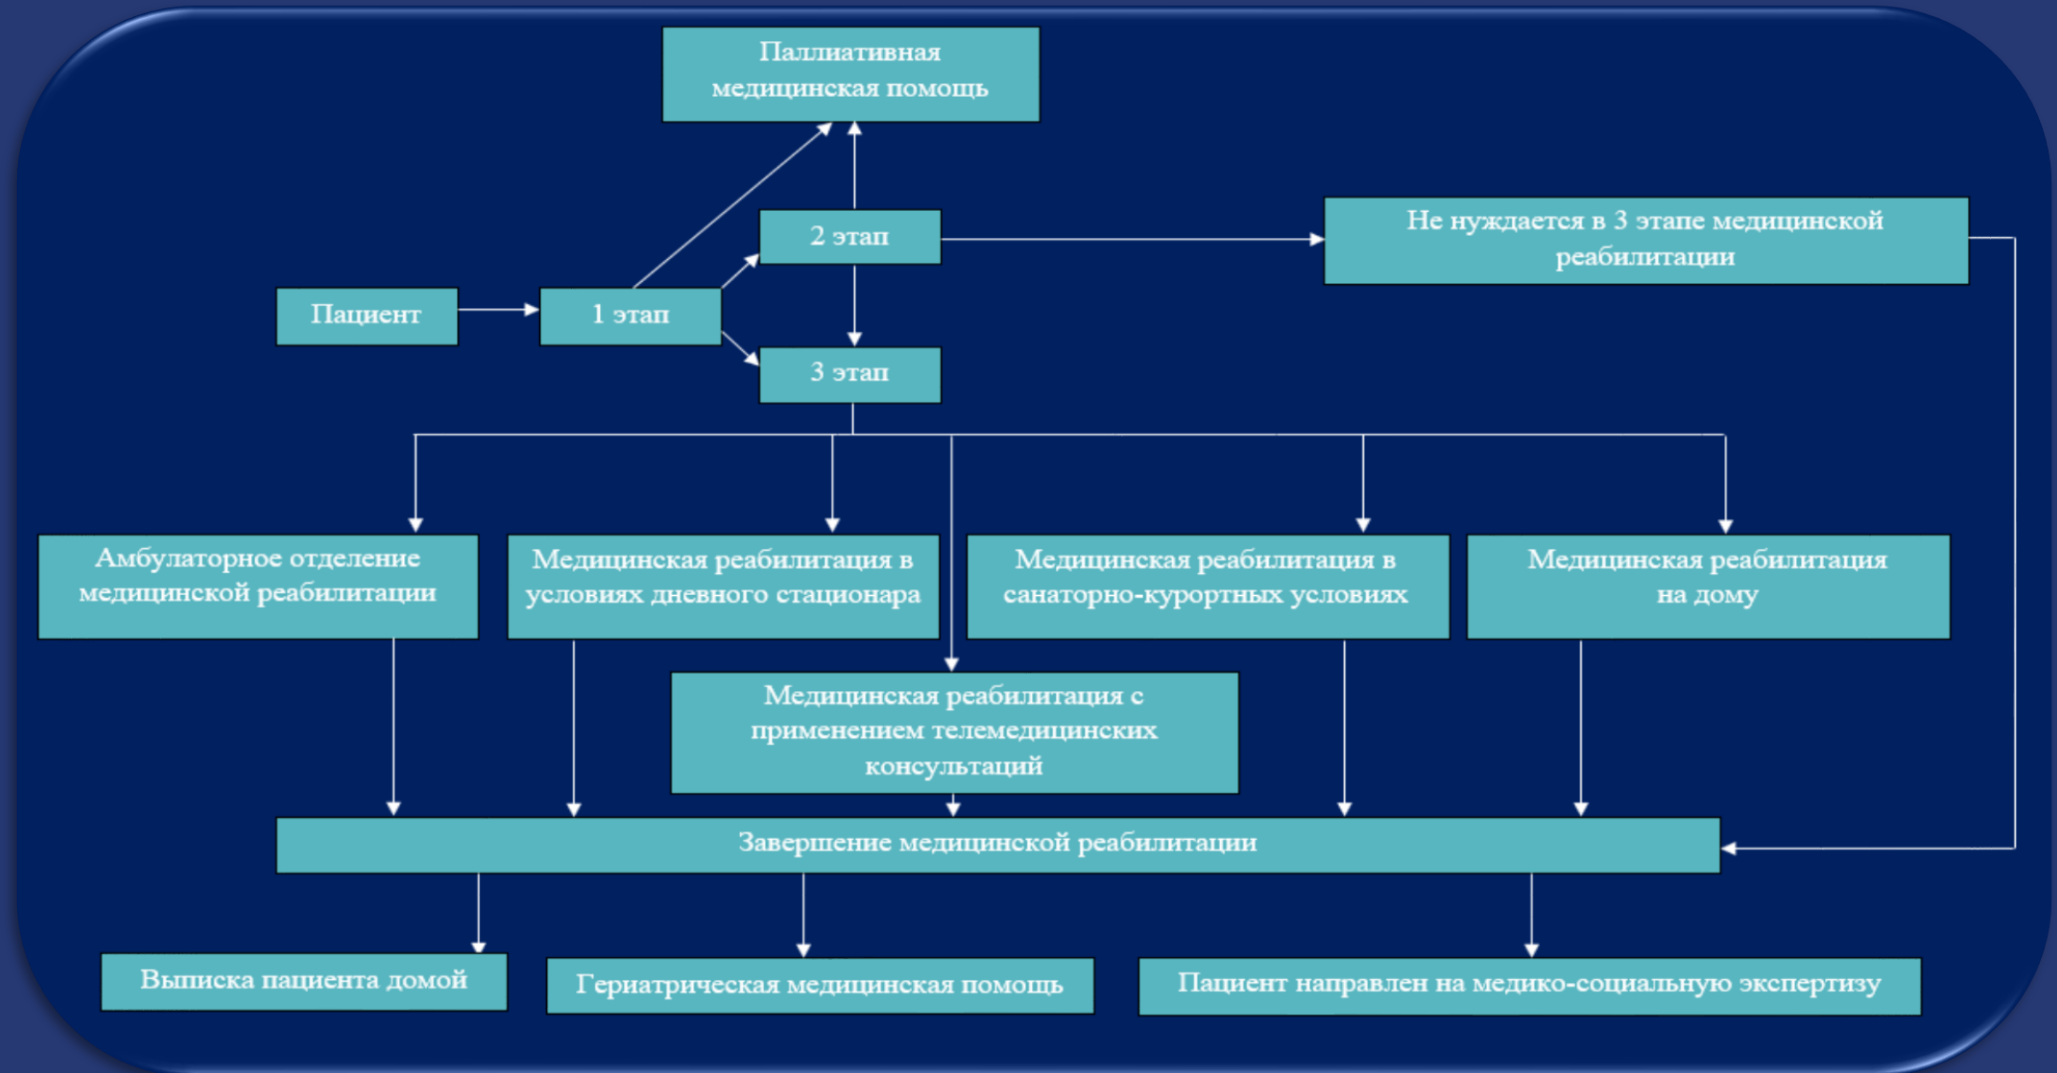 Паллиативная
медицинская помощь
2 этап
Не нуждается в 3 этапе медицинской
реабилитации
Пациент
1 этап
3 этап
Амбулаторное отделение
медицинской реабилитации
Медицинская реабилитация в
условиях дневного стационара
Медицинская реабилитация в
санаторно-курортных условиях
Медицинская реабилитация
на дому
Медицинская реабилитация с
применением телемедицинских
консультаций
Завершение медицинской реабилитации
Выписка пациента домой
Гериатрическая медицинская помощь
Пациент направлен на медико-социальную экспертизу